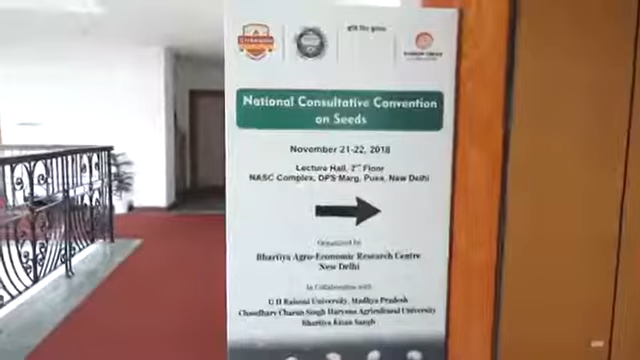 कृषि मित कृषक
National Consultative Convention
on Seeds
November 21-22, 2018
Lecture Hall, 2nd Floor
NASC Complex, DPS Marg, Pusa, New Delhi
Organized by
Bhartiya Agro-Economic Research Centre
New Delhi
In Collaboration with
G H Raisoni University, Madhya Pradesh
Choudhary Charan Singh Haryana Agricultural University
Bhartiya Kisan Sangh